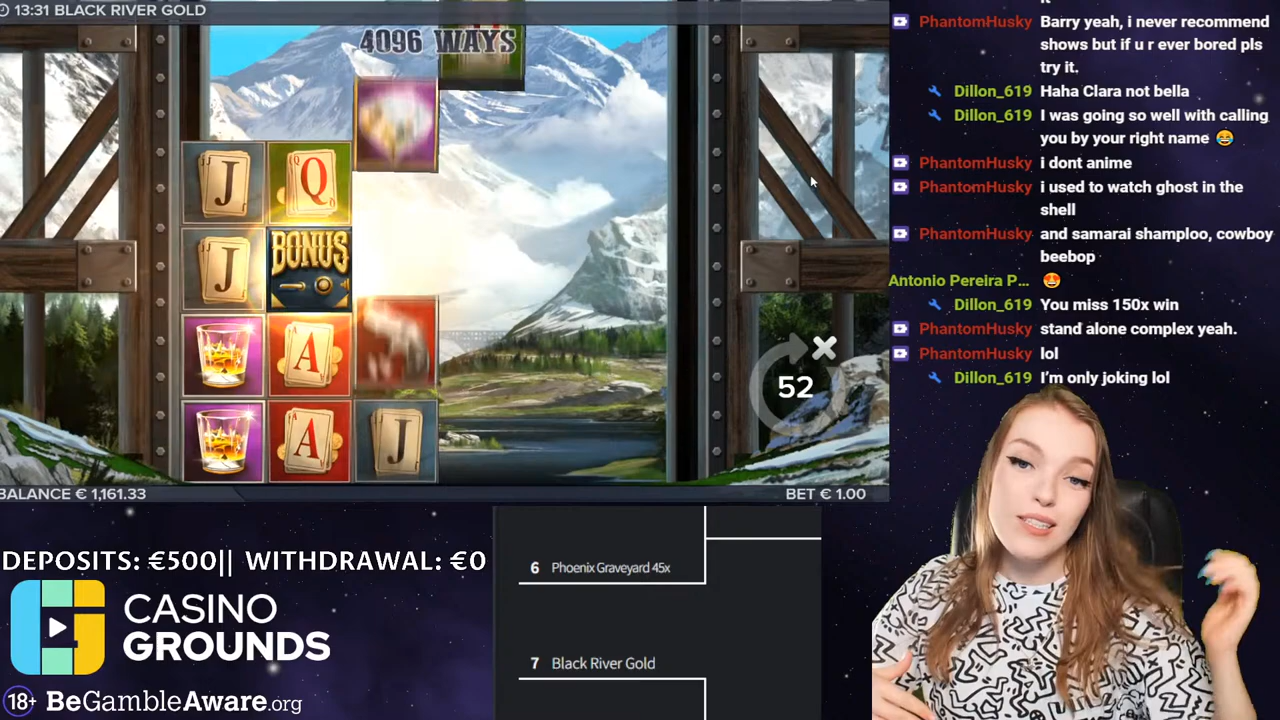 13:31 BLACK RIVER GOLD
4096 WAYS
J
Q
J
BONUS
A
A
J
52
BALANCE € 1,161.33
BET € 1.00
PhantomHusky Barry yeah, i never recommend
shows but if u r ever bored pls
try it.
Dillon_619 Haha Clara not bella
Dillon_619 I was going so well with calling
you by your right name 😂
PhantomHusky i dont anime
PhantomHusky i used to watch ghost in the
shell
PhantomHusky and samarai shamploo, cowboy
beebop
Antonio Pereira P... 😍
Dillon_619 You miss 150x win
PhantomHusky stand alone complex yeah.
PhantomHusky lol
Dillon_619 I'm only joking lol
DEPOSITS: €500|| WITHDRAWAL: €0
CASINO
GROUNDS
18+ BeGambleAware.org
6 Phoenix Graveyard 45x
7 Black River Gold